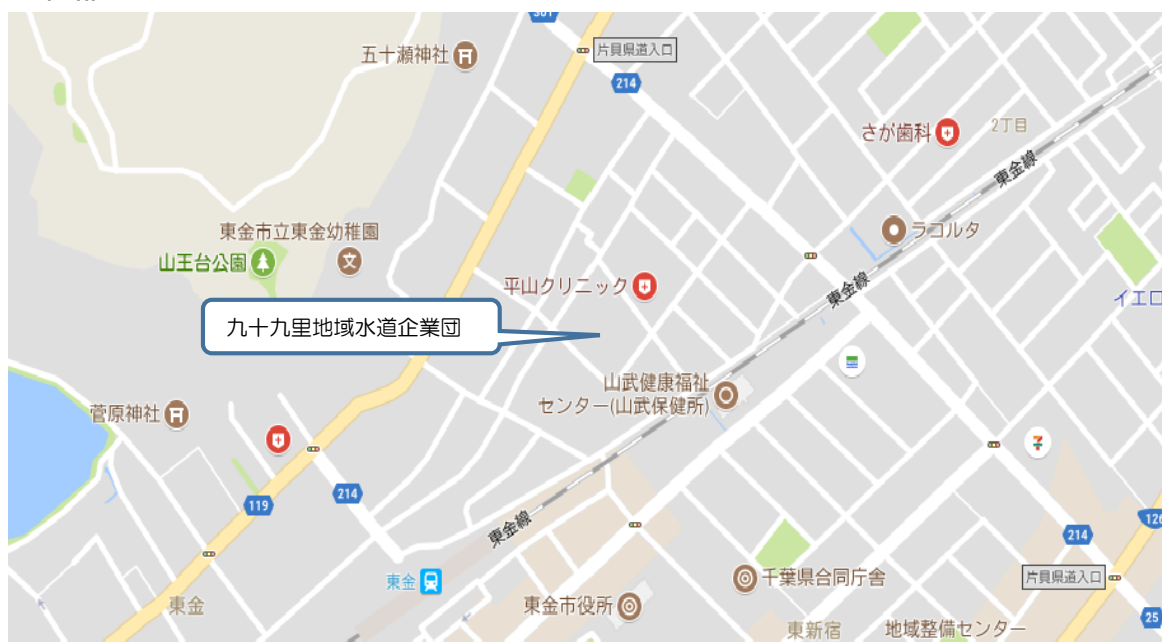 301
五十瀬神社
片貝県道入口
214
さが歯科
2丁目
東金線
東金市立東金幼稚園
山王台公園
ラコルタ
平山クリニック
東金線
イエロ
九十九里地域水道企業団
山武健康福祉
センター(山武保健所)
菅原神社
7
119
214
東金線
126
214
東金
千葉県合同庁舎
片貝県道入口
東金
東金市役所
25
東新宿
地域整備センター